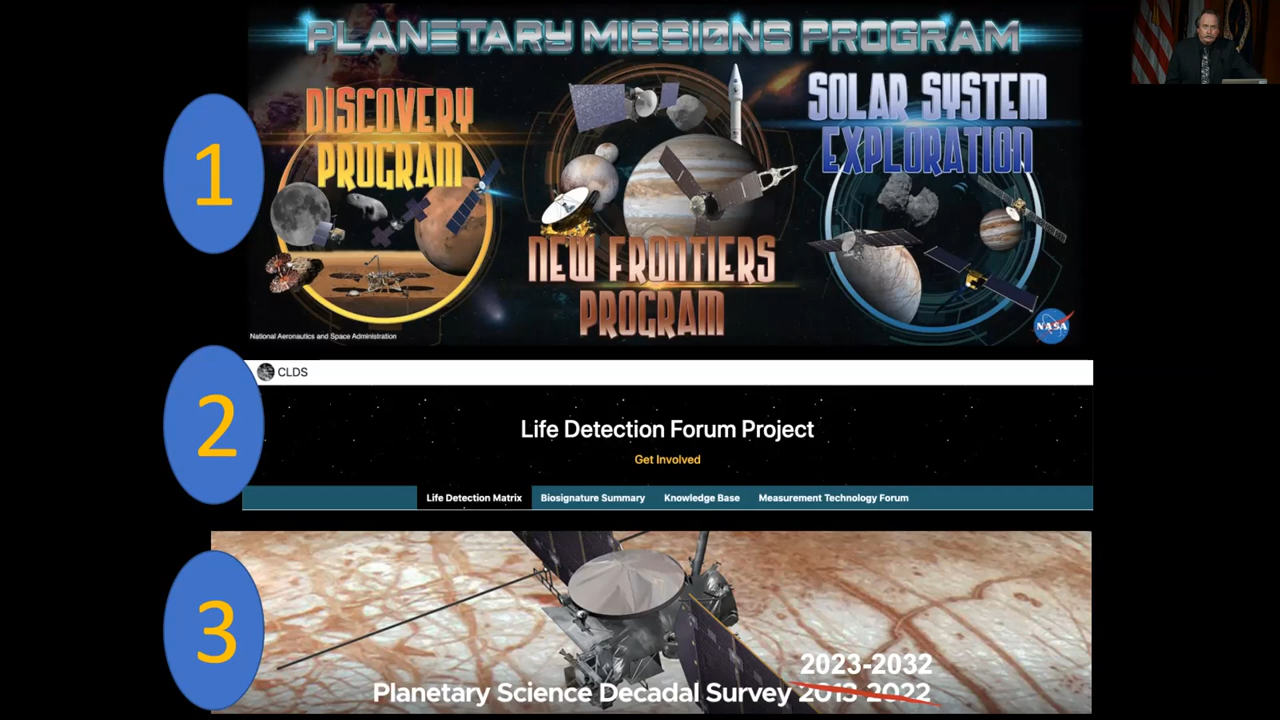 PLANETARY MISSIONS PROGRAM
1
DISCOVERY
PROGRAM
NEW FRONTIERS
PROGRAM
SOLAR SYSTEM
EXPLORATION
National Aeronautics and Space Administration
NASA
2
CLDS
Life Detection Forum Project
Get Involved
Life Detection Matrix Biosignature Summary Knowledge Base Measurement Technology Forum
3
2023-2032
Planetary Science Decadal Survey 2013-2022